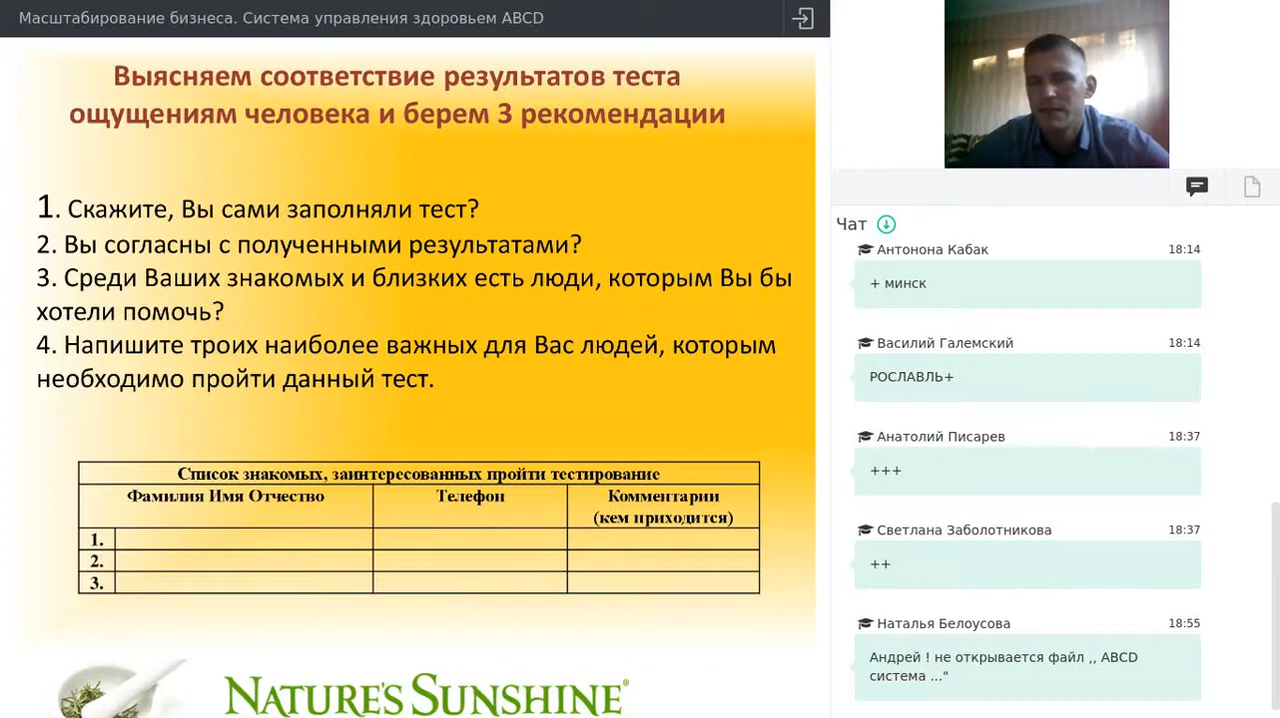 Масштабирование бизнеса. Система управления здоровьем ABCD
Выясняем соответствие результатов теста
ощущениям человека и берем 3 рекомендации
1. Скажите, Вы сами заполняли тест?
2. Вы согласны с полученными результатами?
3. Среди Ваших знакомых и близких есть люди, которым Вы бы
хотели помочь?
4. Напишите троих наиболее важных для Вас людей, которым
необходимо пройти данный тест.
Список знакомых, заинтересованных пройти тестирование
Фамилия Имя Отчество Телефон Комментарии
(кем приходится)
1.
2.
3.
NATURE'S SUNSHINE®
Чат
Антонона Кабак 18:14
+ минск
Василий Галемский 18:14
РОСЛАВЛЬ+
Анатолий Писарев 18:37
+++
Светлана Заболотникова 18:37
++
Наталья Белоусова 18:55
Андрей ! не открывается файл ,, ABCD
система ..."